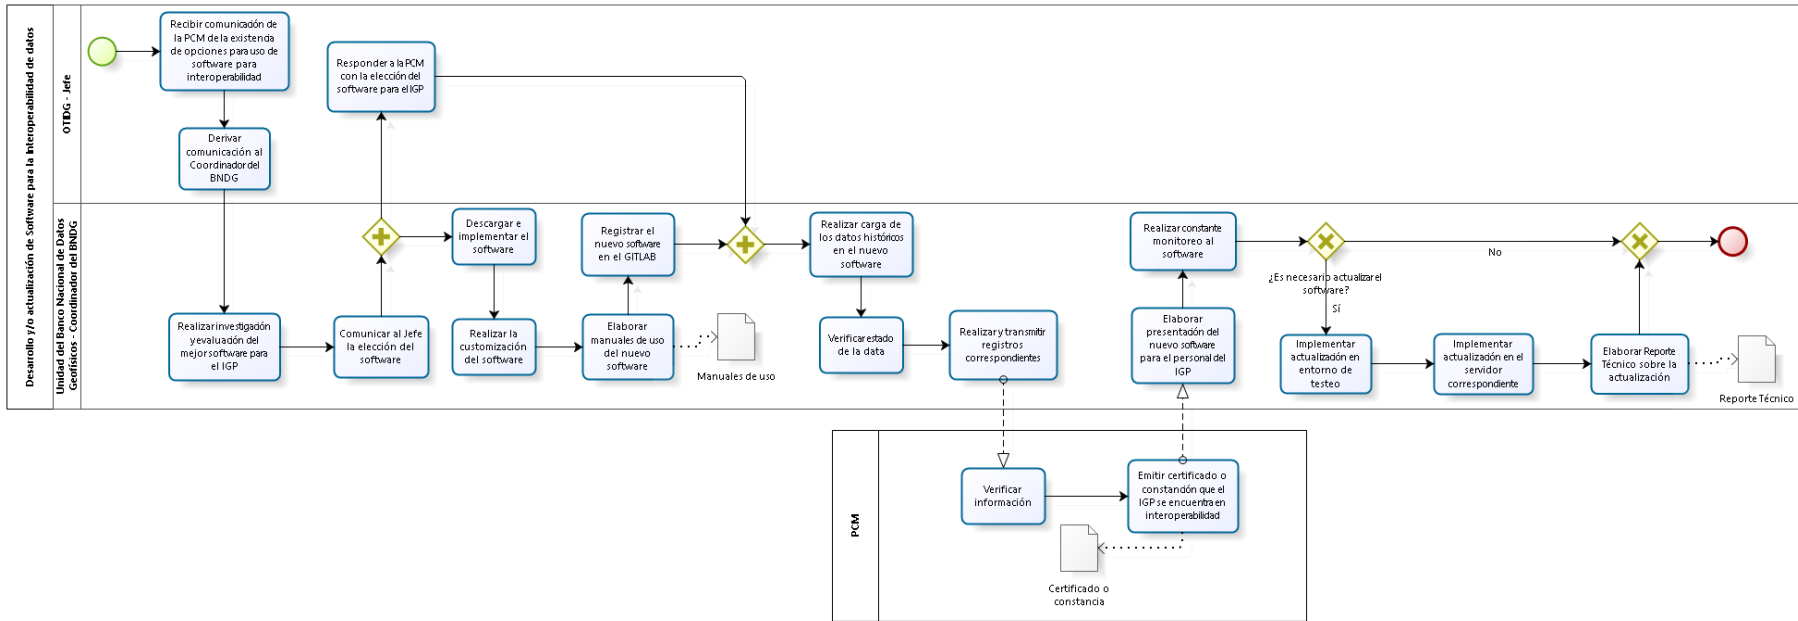 Desarrollo y/o actualización de Software para la Interoperabilidad de datos
OTIDG - Jefe
Recibir comunicación de
la PCM de la existencia
de opciones para uso de
software para
interoperabilidad
Derivar
comunicación al
Coordinador del
BNDG
Responder a la PCM
con la elección del
software para el IGP
Unidad del Banco Nacional de Datos
Geofísicos - Coordinador del BNDG
Realizar investigación
y evaluación del
mejor software para
el IGP
Comunicar al Jefe
la elección del
software
Descargar e
implementar el
software
Realizar la
customización
del software
Elaborar
manuales de uso
del nuevo
software
Manuales de uso
Registrar el
nuevo software
en el GITLAB
Realizar carga de
los datos históricos
en el nuevo
software
Verificar estado
de la data
Realizar y transmitir
registros
correspondientes
Realizar constante
monitoreo al
software
Elaborar
presentación del
nuevo software
para el personal del
IGP
¿Es necesario actualizar el
software?
Sí
No
Implementar
actualización en
entorno de
testeo
Implementar
actualización en el
servidor
correspondiente
Elaborar Reporte
Técnico sobre la
actualización
Reporte Técnico
PCM
Verificar
información
Emitir certificado o
constanción que el
IGP se encuentra en
interoperabilidad
Certificado o
constancia